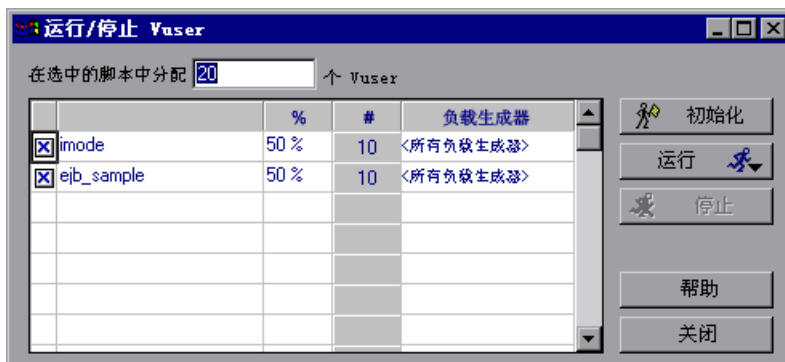 运行/停止 Vuser
在选中的脚本中分配 20 个 Vuser
% # 负载生成器
imode 50 % 10 <所有负载生成器>
ejb_sample 50 % 10 <所有负载生成器>
初始化
运行
停止
帮助
关闭